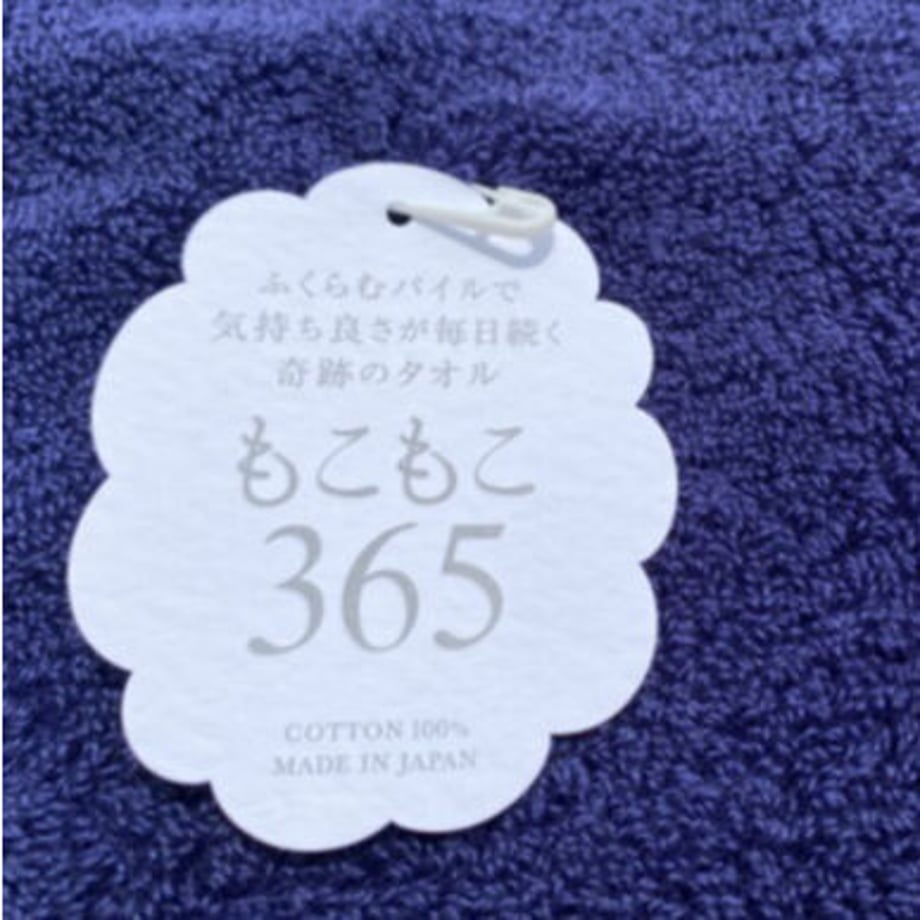 ふくらむパイルで
気持ち良さが毎日続く
奇跡のタオル
もこもこ
365
COTTON 100%
MADE IN JAPAN